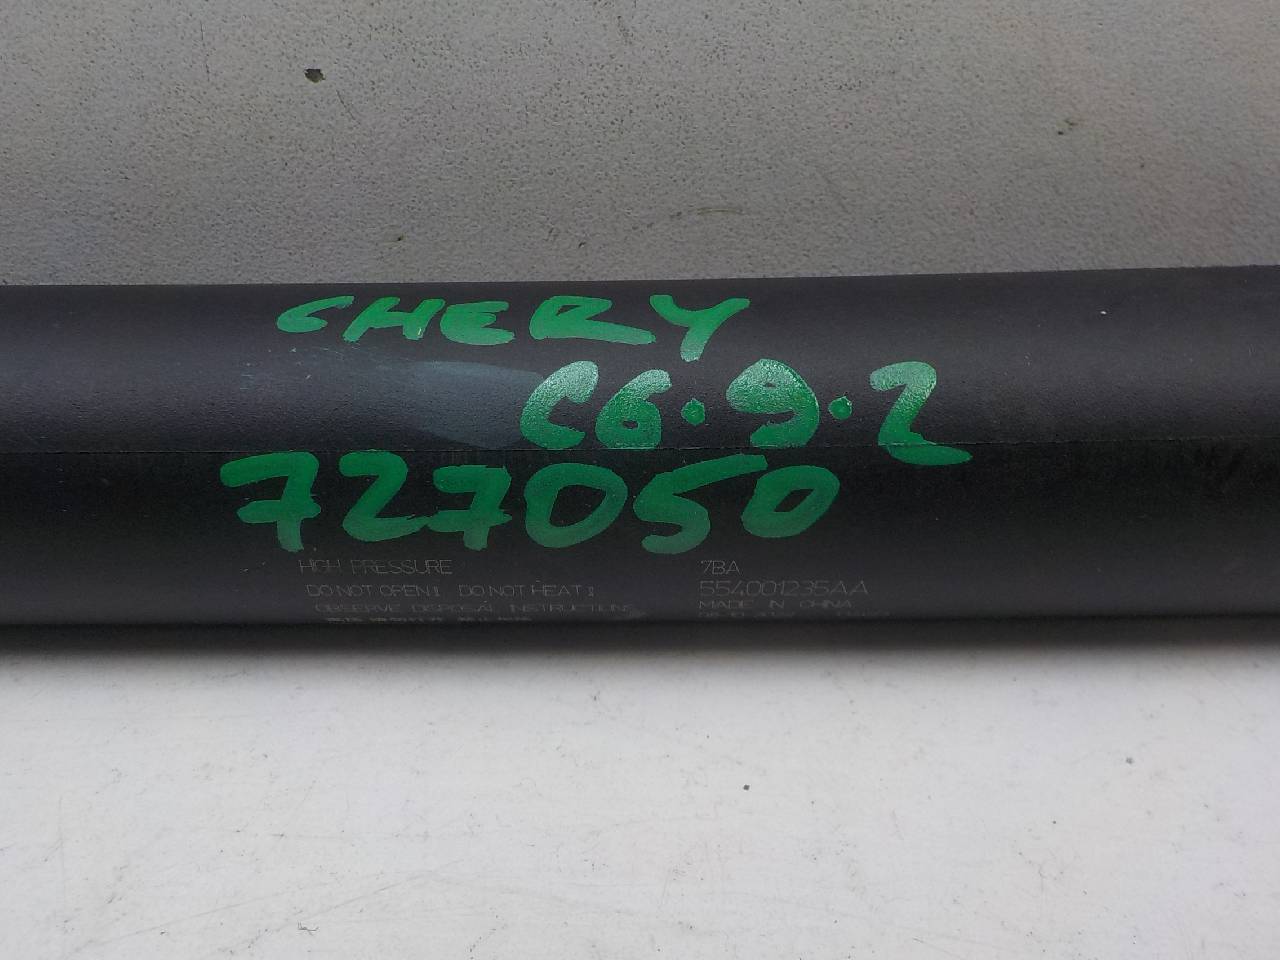 CHERY
C6.9.2
727050
HIGH PRESSURE
DO NOT OPEN!! DO NOT HEAT!!
OBSERVE DISPOSAL INSTRUCTIONS
7BA
554001235AA
MADE IN CHINA